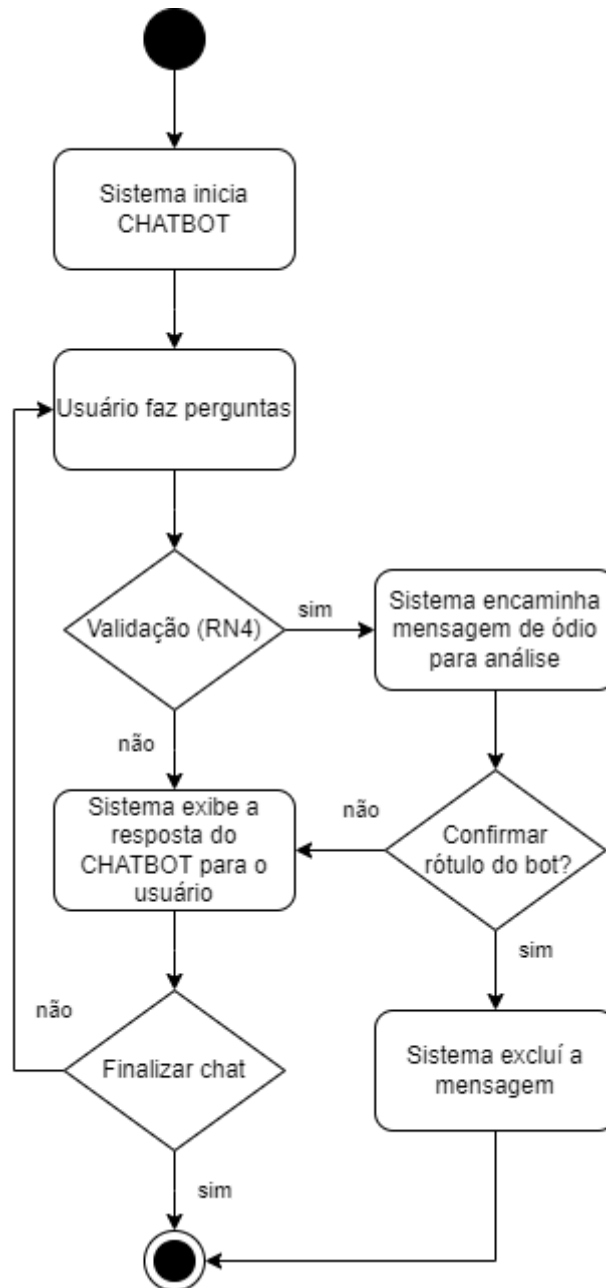 Sistema inicia
CHATBOT
Usuário faz perguntas
Validação (RN4)
sim
Sistema encaminha
mensagem de ódio
para análise
não
Sistema exibe a
resposta do
CHATBOT para o
usuário
não
Confirmar
rótulo do bot?
sim
não
Finalizar chat
Sistema excluí a
mensagem
sim